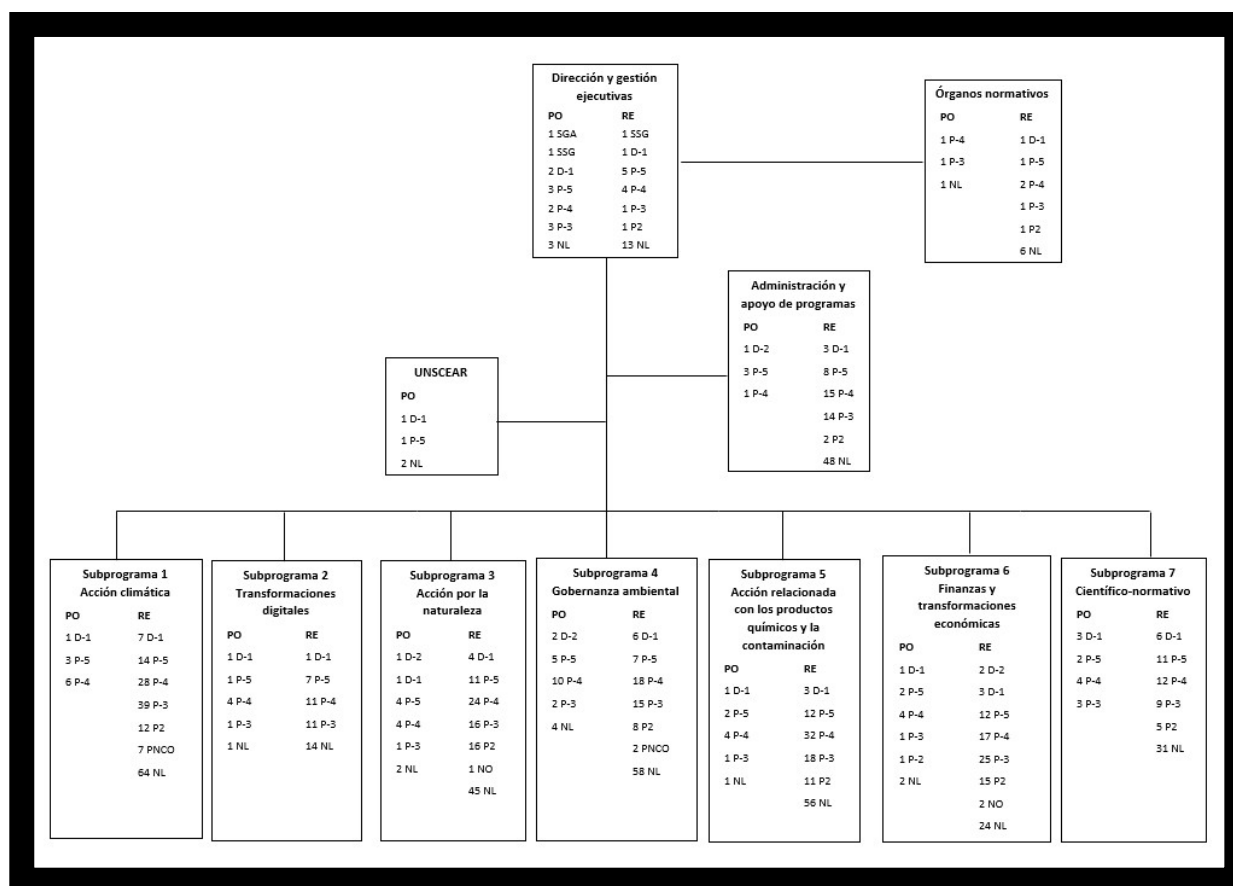 Dirección y gestión
ejecutivas
PO RE
1 SGA 1 SSG
1 SSG 1 D-1
2 D-1 5 P-5
3 P-5 4 P-4
2 P-4 1 P-3
3 P-3 1 P2
3 NL 13 NL
Órganos normativos
PO RE
1 P-4 1 D-1
1 P-3 1 P-5
1 NL 2 P-4
1 P-3
1 P2
6 NL
Administración y
apoyo de programas
PO RE
1 D-2 3 D-1
3 P-5 8 P-5
1 P-4 15 P-4
14 P-3
2 P2
48 NL
UNSCEAR
PO
1 D-1
1 P-5
2 NL
Subprograma 1
Acción climática
PO RE
1 D-1 7 D-1
3 P-5 14 P-5
6 P-4 28 P-4
39 P-3
12 P2
7 PNCO
64 NL
Subprograma 2
Transformaciones
digitales
PO RE
1 D-1 1 D-1
1 P-5 7 P-5
4 P-4 11 P-4
1 P-3 11 P-3
1 NL 14 NL
Subprograma 3
Acción por la
naturaleza
PO RE
1 D-2 4 D-1
1 D-1 11 P-5
4 P-5 24 P-4
4 P-4 16 P-3
1 P-3 16 P2
2 NL 1 NO
45 NL
Subprograma 4
Gobernanza ambiental
PO RE
2 D-2 6 D-1
5 P-5 7 P-5
10 P-4 18 P-4
2 P-3 15 P-3
4 NL 8 P2
2 PNCO
58 NL
Subprograma 5
Acción relacionada
con los productos
químicos y la
contaminación
PO RE
1 D-1 3 D-1
2 P-5 12 P-5
4 P-4 32 P-4
1 P-3 18 P-3
1 NL 11 P2
56 NL
Subprograma 6
Finanzas y
transformaciones
económicas
PO RE
1 D-1 2 D-2
2 P-5 3 D-1
4 P-4 12 P-5
1 P-3 17 P-4
1 P-2 25 P-3
2 NL 15 P2
2 NO
24 NL
Subprograma 7
Científico-normativo
PO RE
3 D-1 6 D-1
2 P-5 11 P-5
4 P-4 12 P-4
3 P-3 9 P-3
5 P2
31 NL